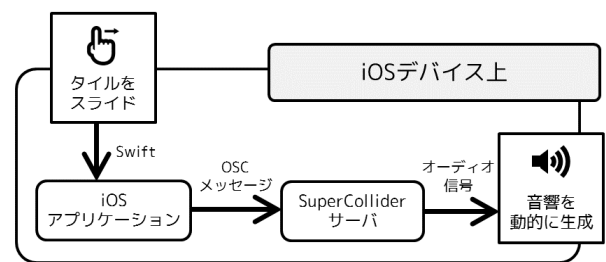 タイルを
スライド
iOSデバイス上
Swift
iOS
アプリケーション
OSC
メッセージ
SuperCollider
サーバ
オーディオ
信号
音響を
動的に生成